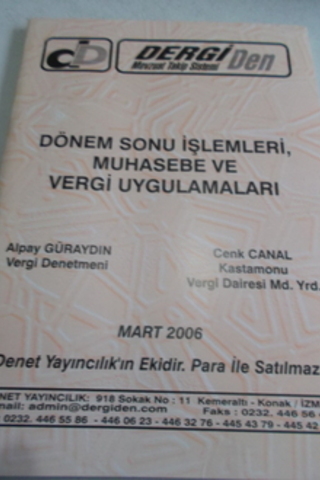 CD
DERGİ Den
Mevzuat Takip Sistemi
DÖNEM SONU İŞLEMLERİ,
MUHASEBE VE
VERGİ UYGULAMALARI
Alpay GÜRAYDIN
Vergi Denetmeni
Cenk CANAL
Kastamonu
Vergi Dairesi Md. Yrd.
MART 2006
Denet Yayıncılık'ın Ekidir. Para İle Satılmaz
NET YAYINCILIK: 918 Sokak No : 11 Kemeraltı - Konak / İZM
mail: admin@dergiden.com Faks : 0232. 446 56
0232. 446 55 86 - 446 06 23 - 446 32 76 - 445 43 79 - 445 42